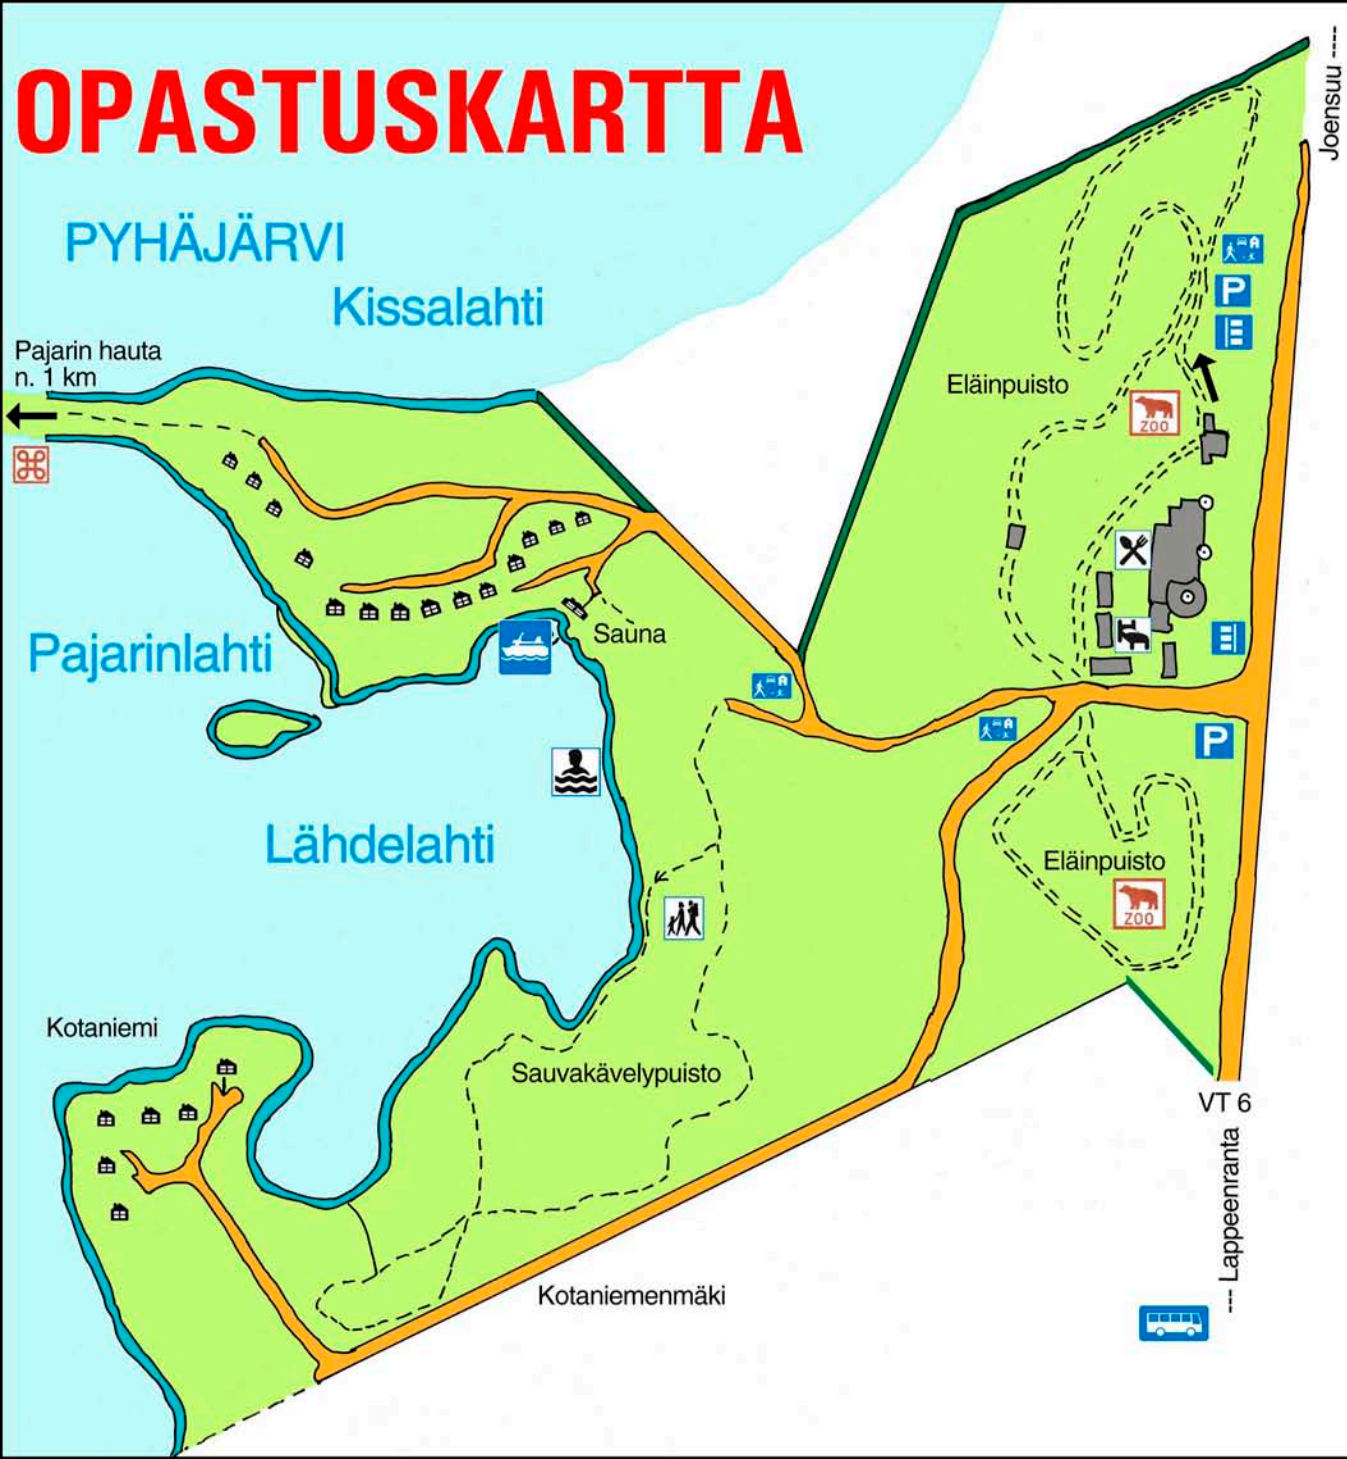 OPASTUSKARTTA
Joensuu ----
PYHÄJÄRVI
Kissalahti
P
Pajarin hauta
n. 1 km
Eläinpuisto
ZOO
Sauna
Pajarinlahti
P
Lähdelahti
Eläinpuisto
ZOO
Kotaniemi
Sauvakävelypuisto
VT 6
--- Lappeenranta
Kotaniemenmäki